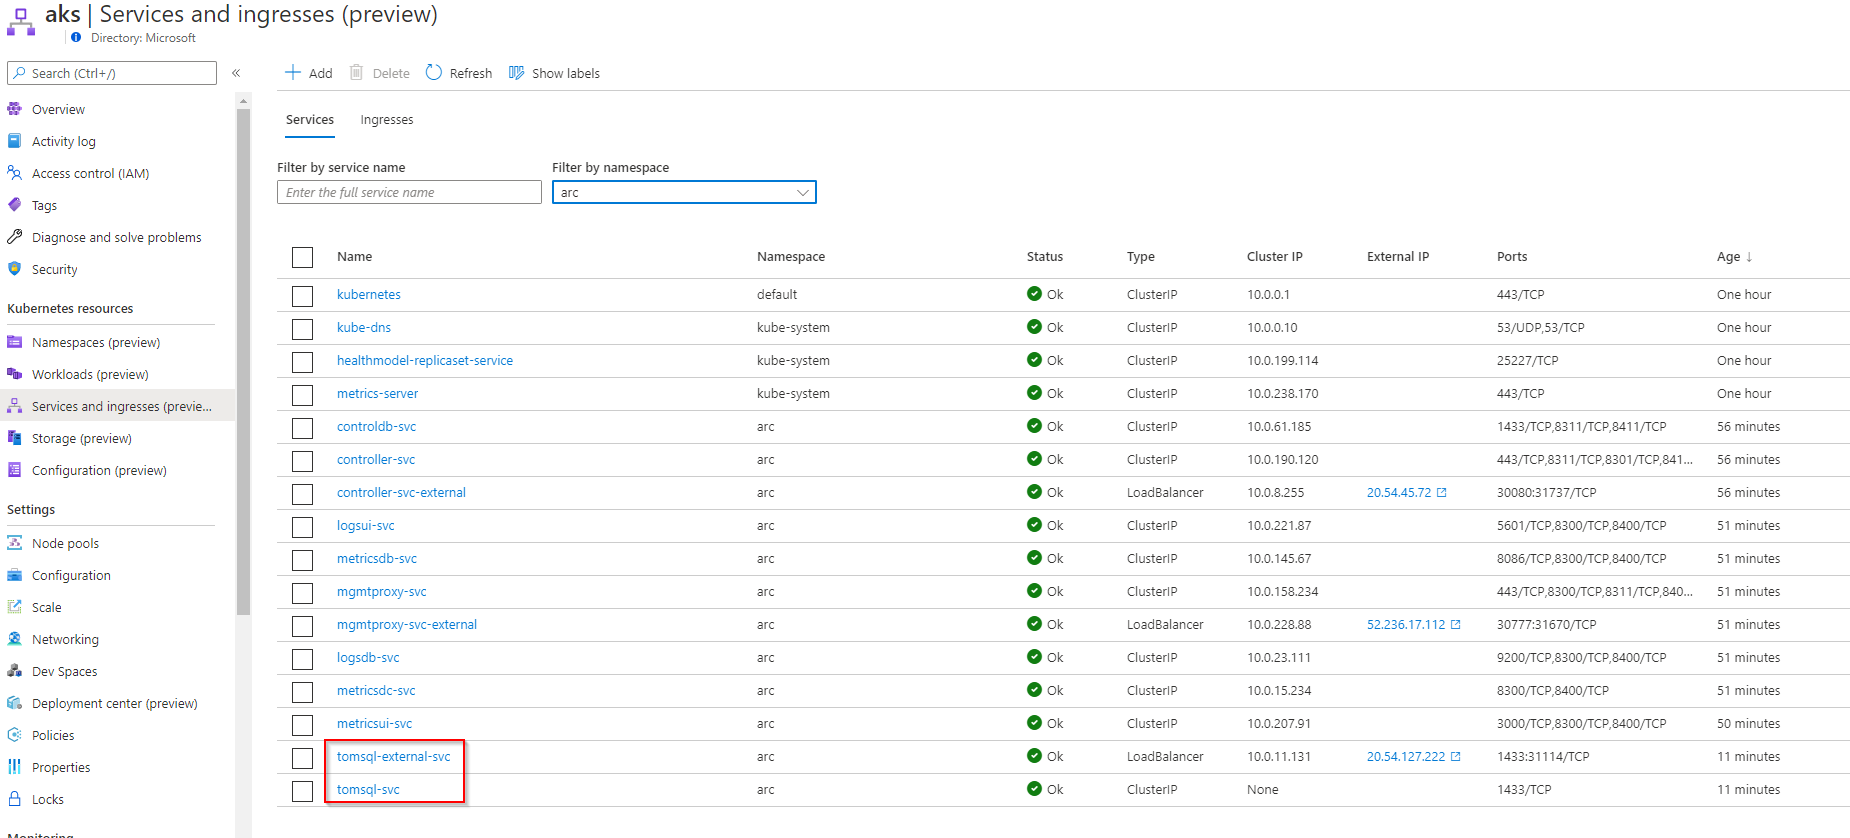 aks | Services and ingresses (preview)
Directory: Microsoft
Search (Ctrl+/)
«
Add
Delete
Refresh
Show labels
Overview
Activity log
Access control (IAM)
Tags
Diagnose and solve problems
Security
Kubernetes resources
Namespaces (preview)
Workloads (preview)
Services and ingresses (previe...
Storage (preview)
Configuration (preview)
Settings
Node pools
Configuration
Scale
Networking
Dev Spaces
Deployment center (preview)
Policies
Properties
Locks
Monitoring
Services Ingresses
Filter by service name Filter by namespace
Enter the full service name arc
Name Namespace Status Type Cluster IP External IP Ports Age ↓
kubernetes default Ok ClusterIP 10.0.0.1 443/TCP One hour
kube-dns kube-system Ok ClusterIP 10.0.0.10 53/UDP,53/TCP One hour
healthmodel-replicaset-service kube-system Ok ClusterIP 10.0.199.114 25227/TCP One hour
metrics-server kube-system Ok ClusterIP 10.0.238.170 443/TCP One hour
controldb-svc arc Ok ClusterIP 10.0.61.185 1433/TCP,8311/TCP,8411/TCP 56 minutes
controller-svc arc Ok ClusterIP 10.0.190.120 443/TCP,8311/TCP,8301/TCP,841... 56 minutes
controller-svc-external arc Ok LoadBalancer 10.0.8.255 20.54.45.72 30080:31737/TCP 56 minutes
logsui-svc arc Ok ClusterIP 10.0.221.87 5601/TCP,8300/TCP,8400/TCP 51 minutes
metricsdb-svc arc Ok ClusterIP 10.0.145.67 8086/TCP,8300/TCP,8400/TCP 51 minutes
mgmtproxy-svc arc Ok ClusterIP 10.0.158.234 443/TCP,8300/TCP,8311/TCP,840... 51 minutes
mgmtproxy-svc-external arc Ok LoadBalancer 10.0.228.88 52.236.17.112 30777:31670/TCP 51 minutes
logsdb-svc arc Ok ClusterIP 10.0.23.111 9200/TCP,8300/TCP,8400/TCP 51 minutes
metricsdc-svc arc Ok ClusterIP 10.0.15.234 8300/TCP,8400/TCP 51 minutes
metricsui-svc arc Ok ClusterIP 10.0.207.91 3000/TCP,8300/TCP,8400/TCP 50 minutes
tomsql-external-svc arc Ok LoadBalancer 10.0.11.131 20.54.127.222 1433:31114/TCP 11 minutes
tomsql-svc arc Ok ClusterIP None 1433/TCP 11 minutes